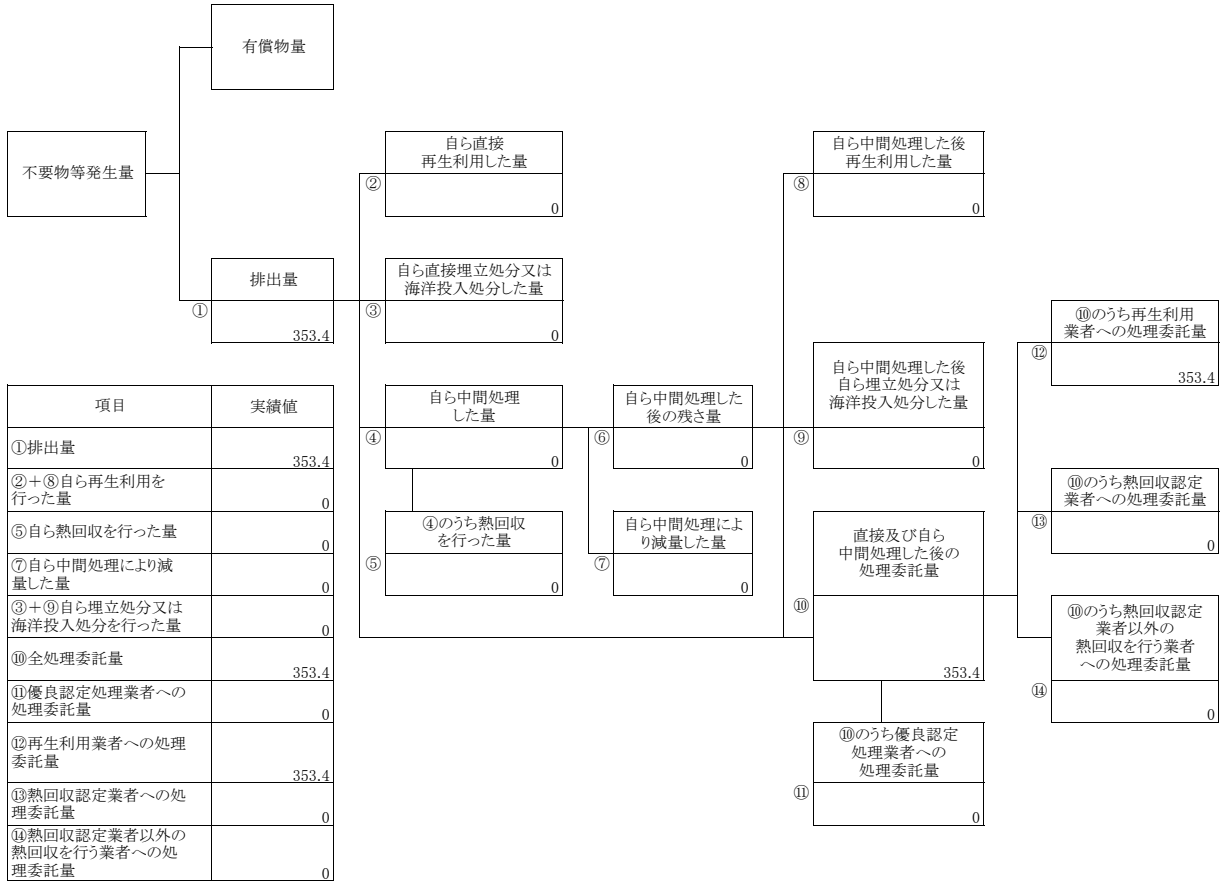 有償物量
不要物等発生量
自ら直接
再生利用した量
②
0
自ら中間処理した後
再生利用した量
⑧
0
排出量
①
353.4
自ら直接埋立処分又は
海洋投入処分した量
③
0
⑩のうち再生利用
業者への処理委託量
⑫
353.4
自ら中間処理
した量
④
0
自ら中間処理した
後の残さ量
⑥
0
自ら中間処理した後
自ら埋立処分又は
海洋投入処分した量
⑨
0
⑩のうち熱回収認定
業者への処理委託量
⑬
0
④のうち熱回収
を行った量
⑤
0
自ら中間処理によ
り減量した量
⑦
0
直接及び自ら
中間処理した後の
処理委託量
⑩
353.4
⑩のうち熱回収認定
業者以外の
熱回収を行う業者
への処理委託量
⑭
0
⑩のうち優良認定
処理業者への
処理委託量
⑪
0
項目 実績値
①排出量
353.4
②＋⑧自ら再生利用を
行った量
0
⑤自ら熱回収を行った量
0
⑦自ら中間処理により減
量した量
0
③＋⑨自ら埋立処分又は
海洋投入処分を行った量
0
⑩全処理委託量
353.4
⑪優良認定処理業者への
処理委託量
0
⑫再生利用業者への処理
委託量
353.4
⑬熱回収認定業者への処
理委託量
0
⑭熱回収認定業者以外の
熱回収を行う業者への処
理委託量
0